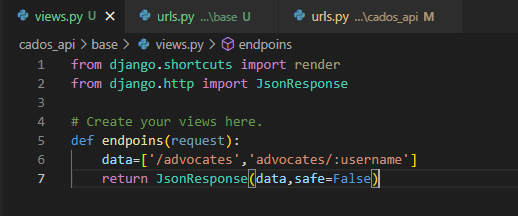 views.py U × urls.py ...\base U urls.py ...\cados_api M
cados_api > base > views.py > endpoins
1 from django.shortcuts import render
2 from django.http import JsonResponse
3
4 # Create your views here.
5 def endpoins(request):
6     data=['/advocates','advocates/:username']
7     return JsonResponse(data,safe=False)